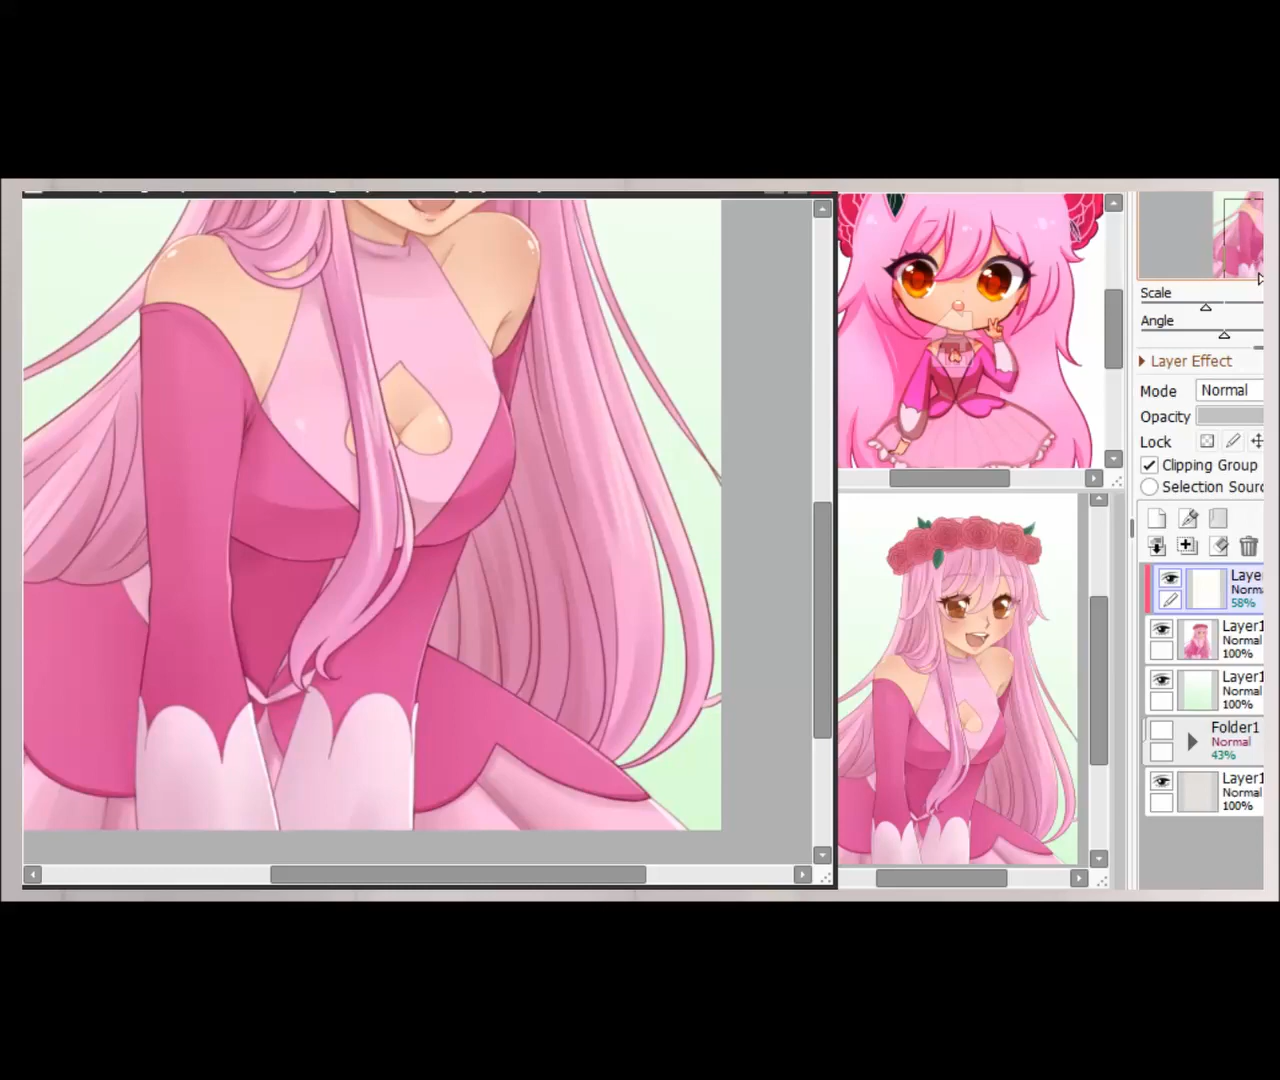 Scale
Angle
Layer Effect
Mode Normal
Opacity
Lock
Clipping Group
Selection Sourc
Laye
Norm
58%
Layer1
Normal
100%
Layer1
Normal
100%
Folder1
Normal
43%
Layer1
Normal
100%